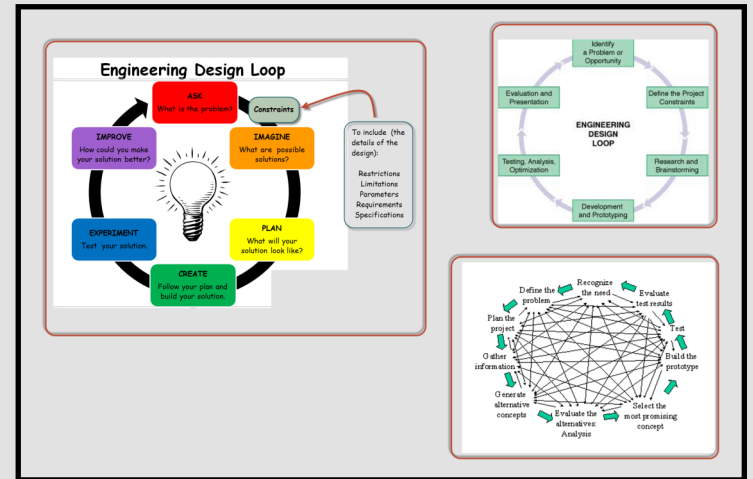 Engineering Design Loop
ASK
What is the problem?
Constraints
IMAGINE
What are possible
solutions?
PLAN
What will your
solution look like?
CREATE
Follow your plan and
build your solution.
EXPERIMENT
Test your solution.
IMPROVE
How could you make
your solution better?
To include (the
details of the
design):
Restrictions
Limitations
Parameters
Requirements
Specifications
Identify
a Problem or
Opportunity
Define the Project
Constraints
Research and
Brainstorming
Development
and Prototyping
Testing, Analysis,
Optimization
Evaluation and
Presentation
ENGINEERING
DESIGN
LOOP
Recognize
the need
Define the
problem
Plan the
project
Gather
information
Generate
alternative
concepts
Evaluate the
alternatives:
Analysis
Select the
most promising
concept
Build the
prototype
Test
Evaluate
test results